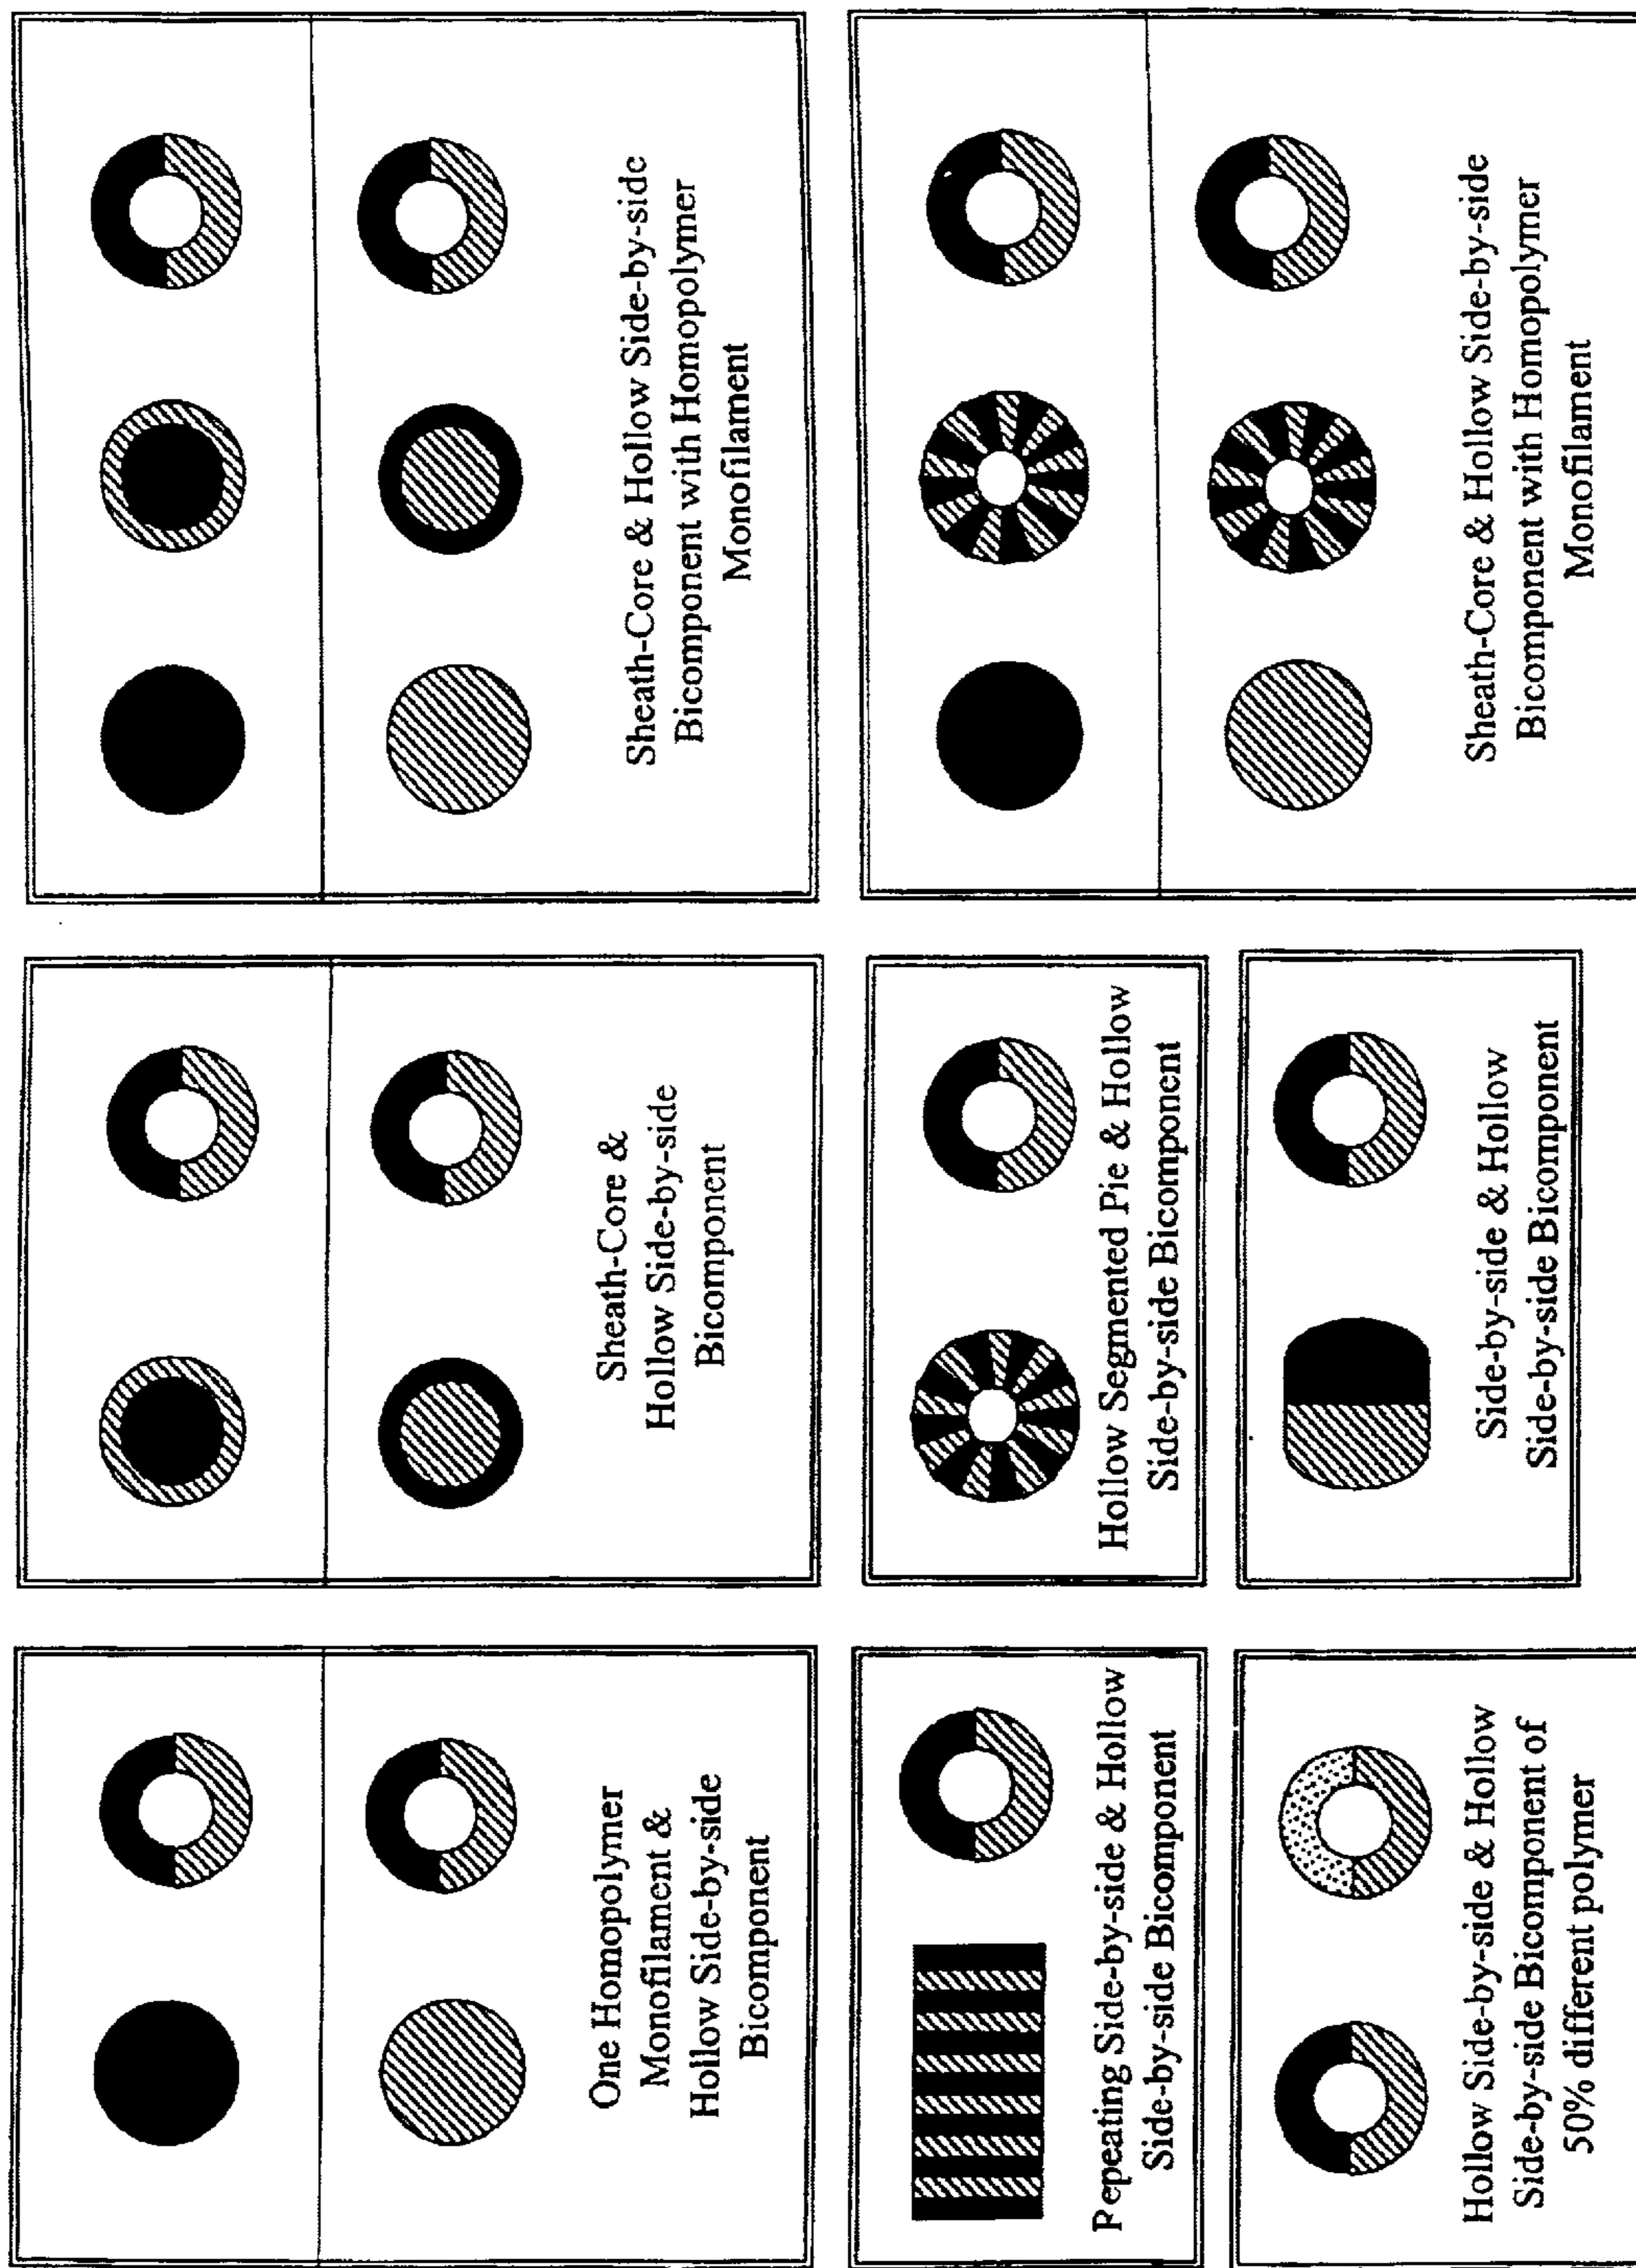 One Homopolymer
Monofilament &
Hollow Side-by-side
Bicomponent
Sheath-Core &
Hollow Side-by-side
Bicomponent
Sheath-Core & Hollow Side-by-side
Bicomponent with Homopolymer
Monofilament
Pepeating Side-by-side & Hollow
Side-by-side Bicomponent
Hollow Segmented Pie & Hollow
Side-by-side Bicomponent
Sheath-Core & Hollow Side-by-side
Bicomponent with Homopolymer
Monofilament
Hollow Side-by-side & Hollow
Side-by-side Bicomponent of
50% different polymer
Side-by-side & Hollow
Side-by-side Bicomponent